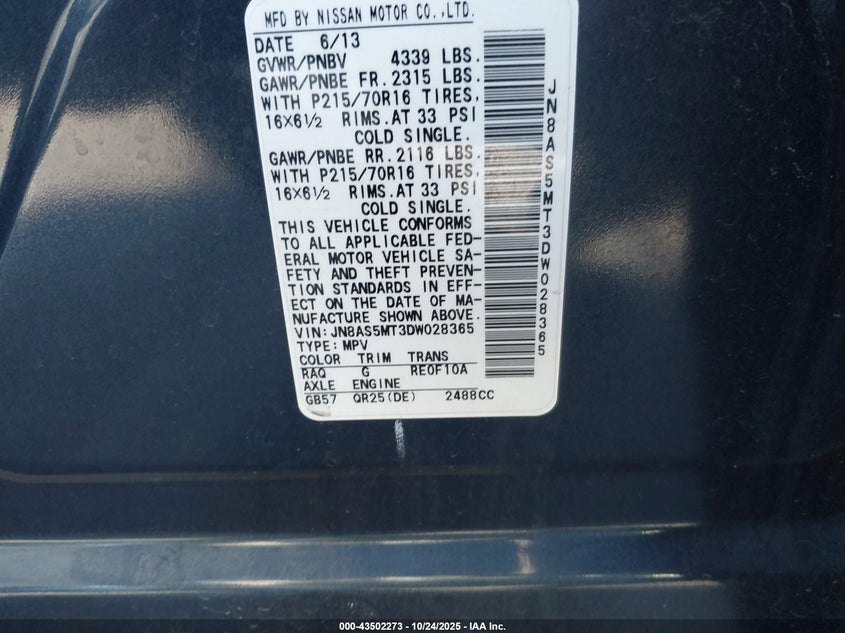 MFD BY NISSAN MOTOR CO.,LTD.
DATE 6/13
GVWR/PNBV 4339 LBS.
GAWR/PNBE FR. 2315 LBS.
WITH P215/70R16 TIRES,
16X6½ RIMS.AT 33 PSI
COLD SINGLE.
GAWR/PNBE RR. 2116 LBS.
WITH P215/70R16 TIRES,
16X6½ RIMS.AT 33 PSI
COLD SINGLE.
THIS VEHICLE CONFORMS
TO ALL APPLICABLE FED-
ERAL MOTOR VEHICLE SA-
FETY AND THEFT PREVEN-
TION STANDARDS IN EFF-
ECT ON THE DATE OF MA-
NUFACTURE SHOWN ABOVE.
VIN:JN8AS5MT3DW028365
TYPE:MPV
COLOR TRIM TRANS
RAQ G RE0F10A
AXLE ENGINE
GB57 QR25(DE) 2488CC
JN8AS5MT3DW028365
000-43502273 - 10/24/2025 - IAA Inc.